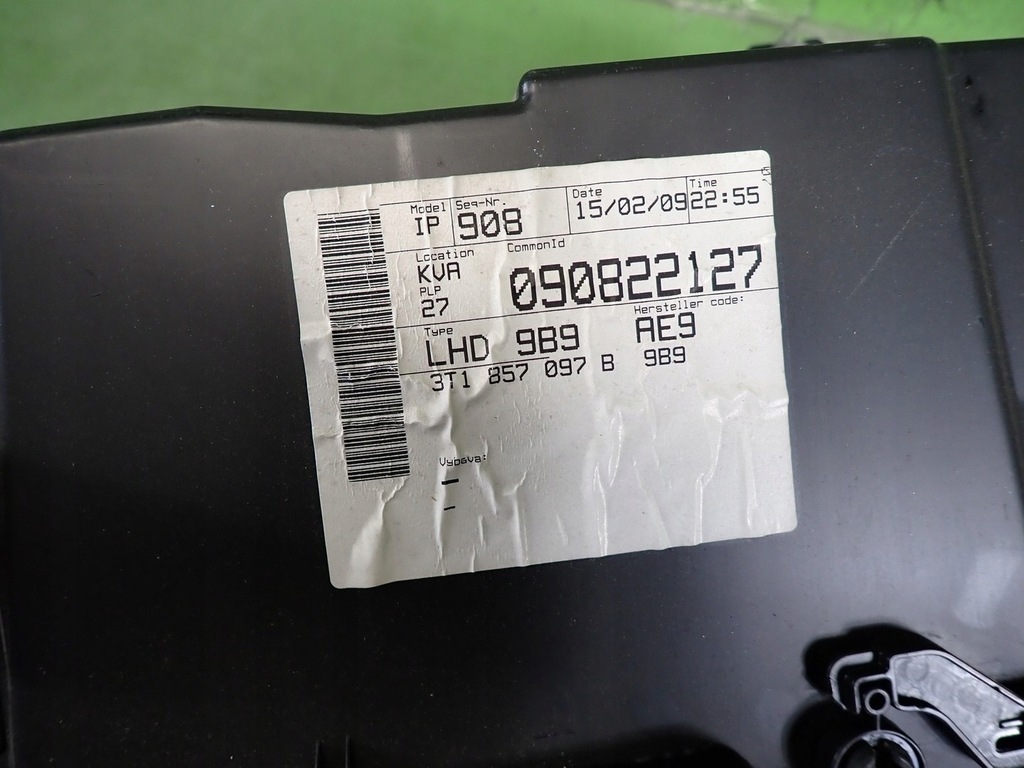 Model Seq-Nr. Date Time
IP 908 15/02/09 22:55
Location CommonId
KVA 090822127
PLP
27
Type Hersteller code:
LHD 9B9 AE9
3T1 857 097 B 9B9
Vybava:
-
-